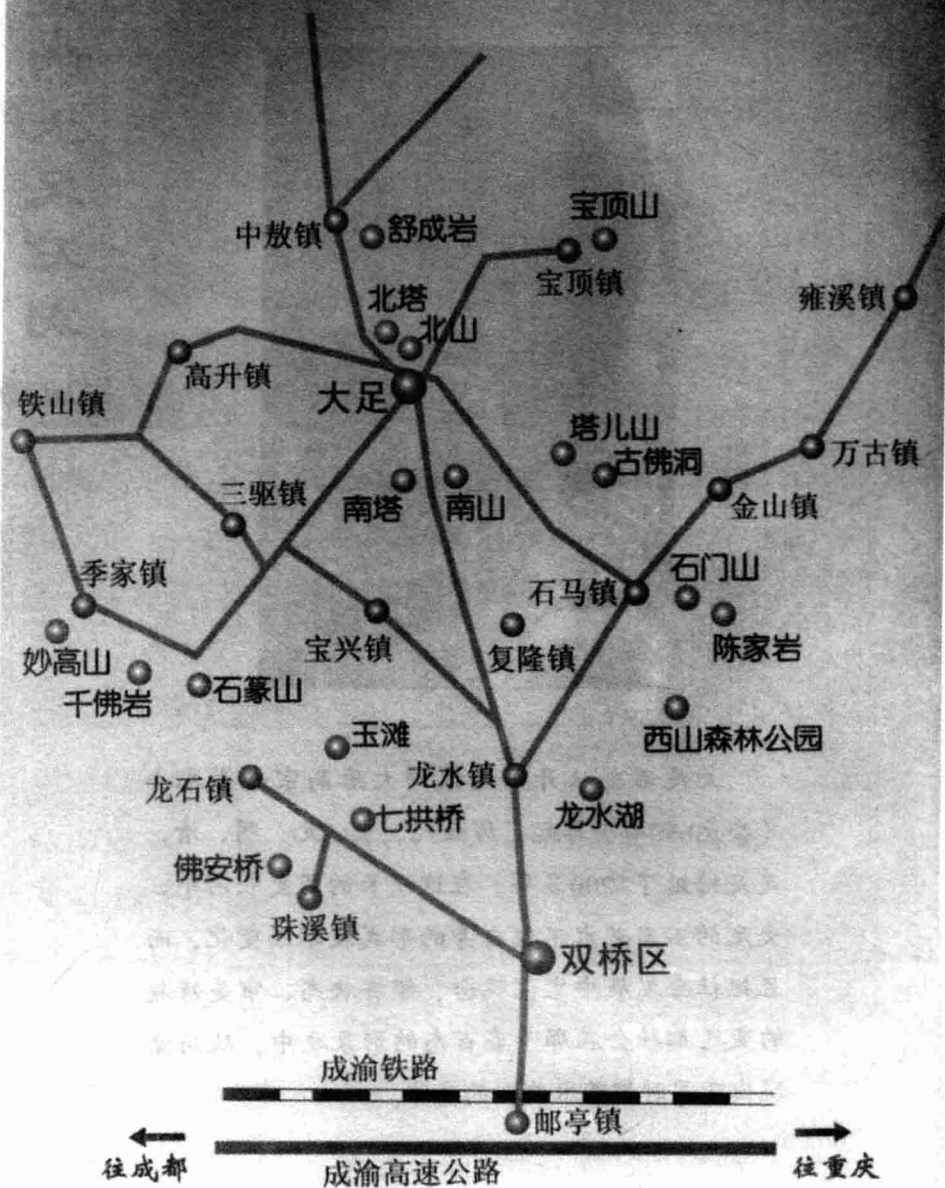 宝顶山
中敖镇
舒成岩
宝顶镇
雍溪镇
北塔
北山
高升镇
大足
铁山镇
塔儿山
古佛洞
万古镇
三驱镇
南塔
南山
金山镇
季家镇
石门山
石马镇
宝兴镇
复隆镇
陈家岩
妙高山
千佛岩
石篆山
玉滩
西山森林公园
龙石镇
龙水镇
七拱桥
龙水湖
佛安桥
珠溪镇
双桥区
成渝铁路
邮亭镇
往成都
成渝高速公路
往重庆